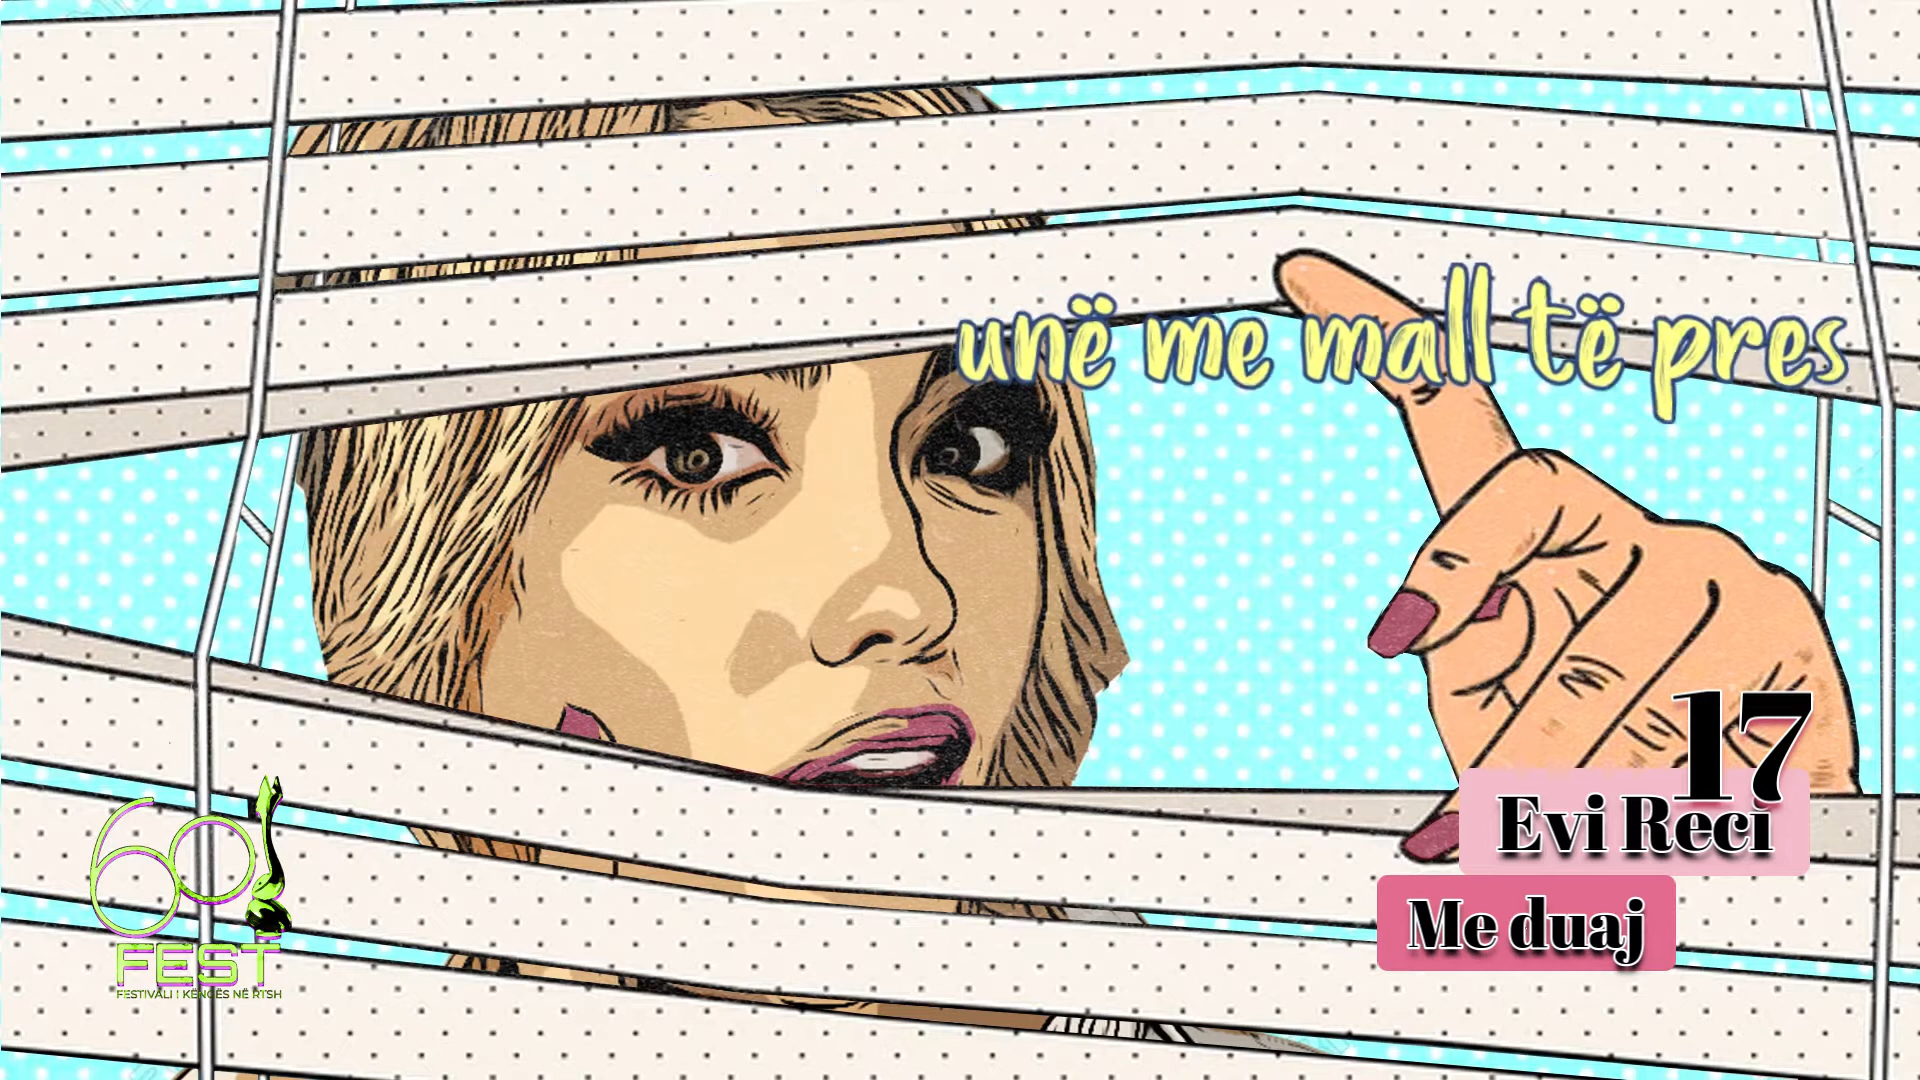 unë me mall të pres
17
Evi Reci
Me duaj
60!
FEST
FESTIVALI I KËNGËS NË RTSH